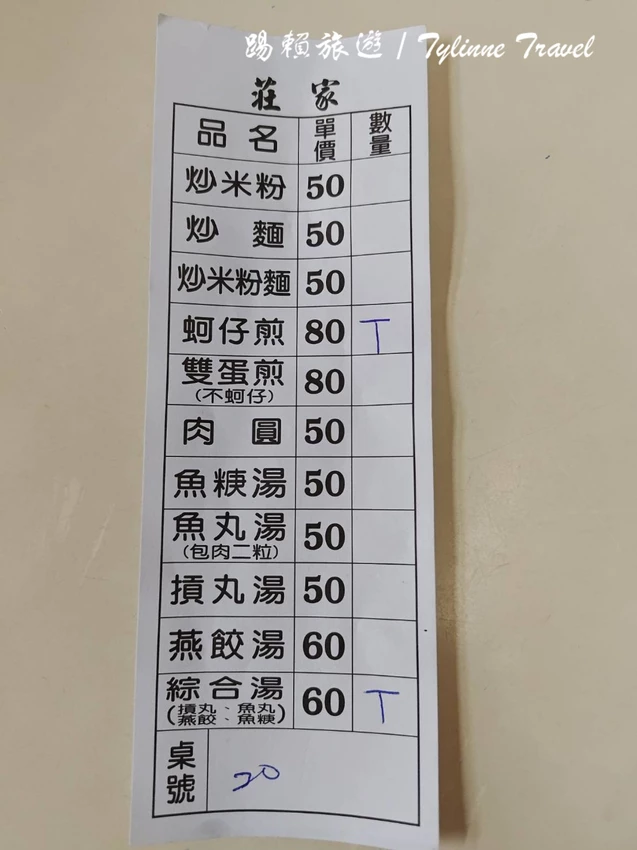 踢賴旅遊 / Tylinne Travel
莊家
品名 單價 數量
炒米粉 50
炒麵 50
炒米粉麵 50
蚵仔煎 80 T
雙蛋煎 80
(不蚵仔)
肉圓 50
魚粳湯 50
魚丸湯 50
(包肉二粒)
摃丸湯 50
燕餃湯 60
綜合湯 60 T
(摃丸、魚丸
燕餃、魚粳)
桌號 20